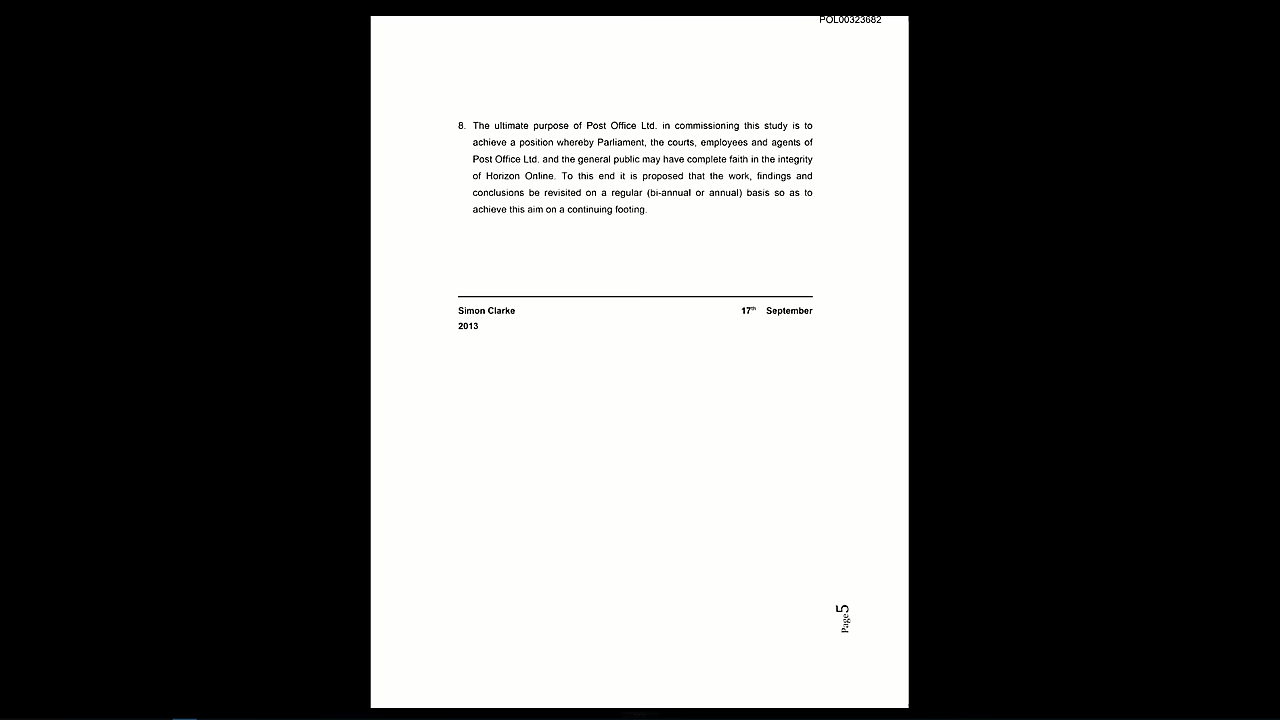 POL00323682
8. The ultimate purpose of Post Office Ltd. in commissioning this study is to
achieve a position whereby Parliament, the courts, employees and agents of
Post Office Ltd. and the general public may have complete faith in the integrity
of Horizon Online. To this end it is proposed that the work, findings and
conclusions be revisited on a regular (bi-annual or annual) basis so as to
achieve this aim on a continuing footing.
Simon Clarke 17th September
2013
Page 5